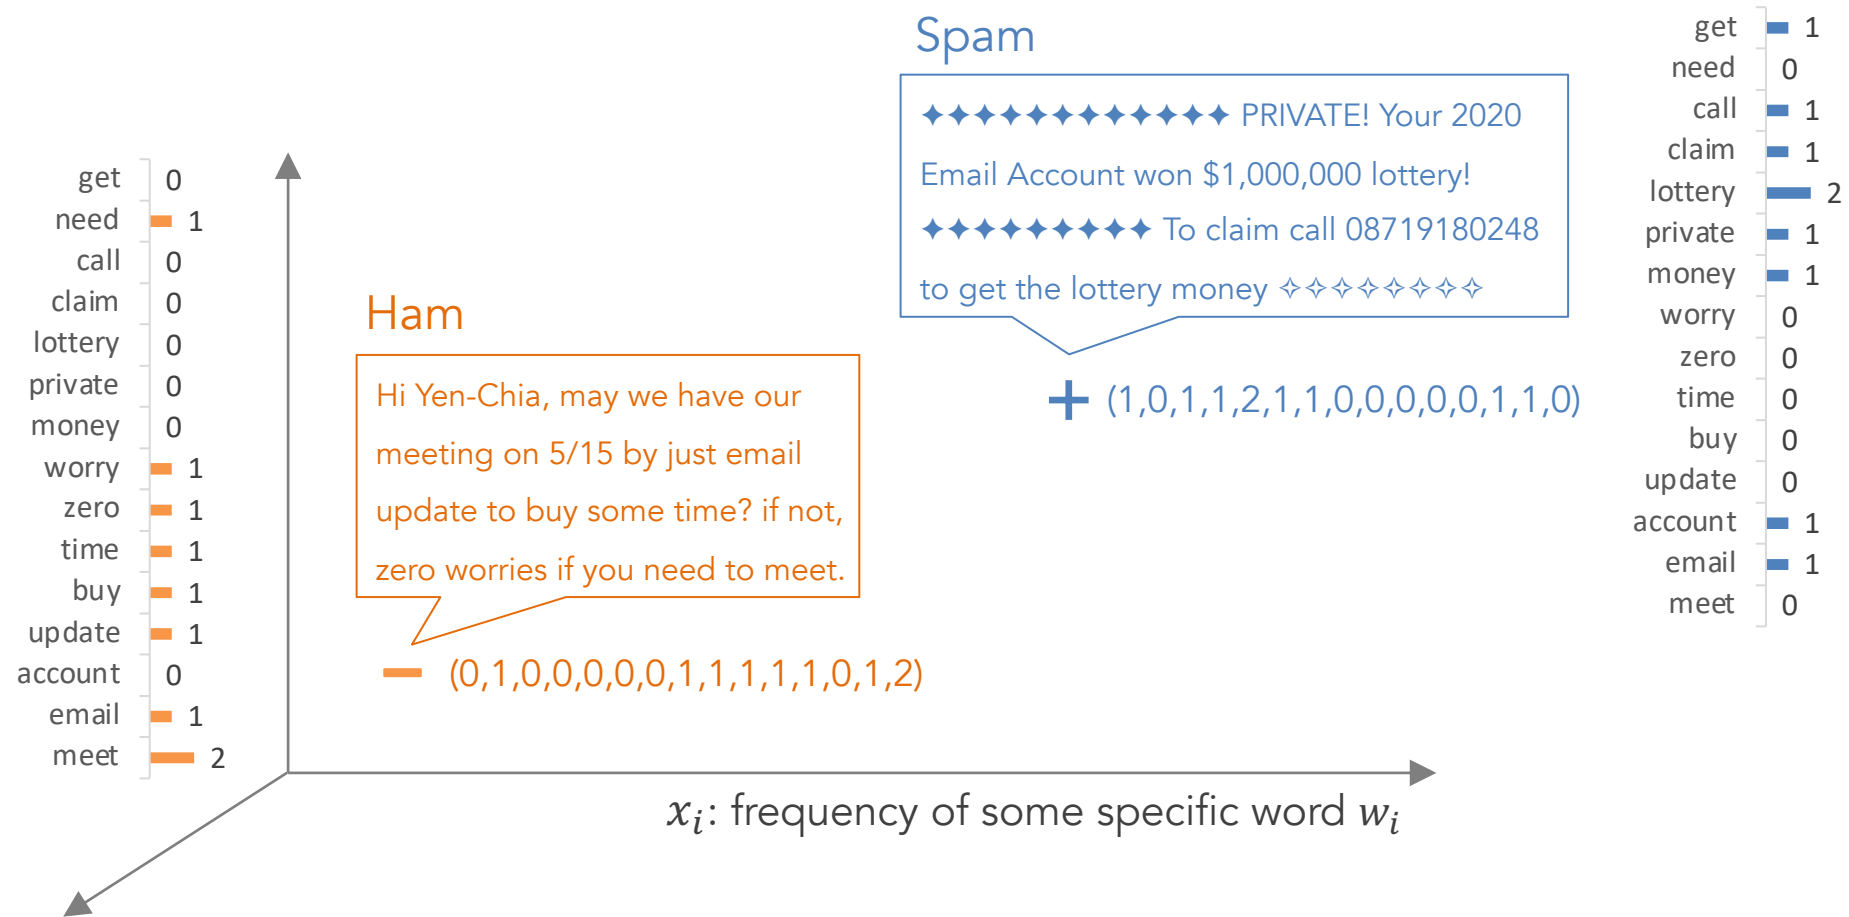 get 0
need 1
call 0
claim 0
lottery 0
private 0
money 0
worry 1
zero 1
time 1
buy 1
update 1
account 0
email 1
meet 2
Ham
Hi Yen-Chia, may we have our
meeting on 5/15 by just email
update to buy some time? if not,
zero worries if you need to meet.
− (0,1,0,0,0,0,0,1,1,1,1,1,0,1,2)
Spam
✦✦✦✦✦✦✦✦✦✦✦✦ PRIVATE! Your 2020
Email Account won $1,000,000 lottery!
✦✦✦✦✦✦✦✦✦ To claim call 08719180248
to get the lottery money ✧✧✧✧✧✧✧✧
+ (1,0,1,1,2,1,1,0,0,0,0,0,1,1,0)
xᵢ: frequency of some specific word wᵢ
get 1
need 0
call 1
claim 1
lottery 2
private 1
money 1
worry 0
zero 0
time 0
buy 0
update 0
account 1
email 1
meet 0